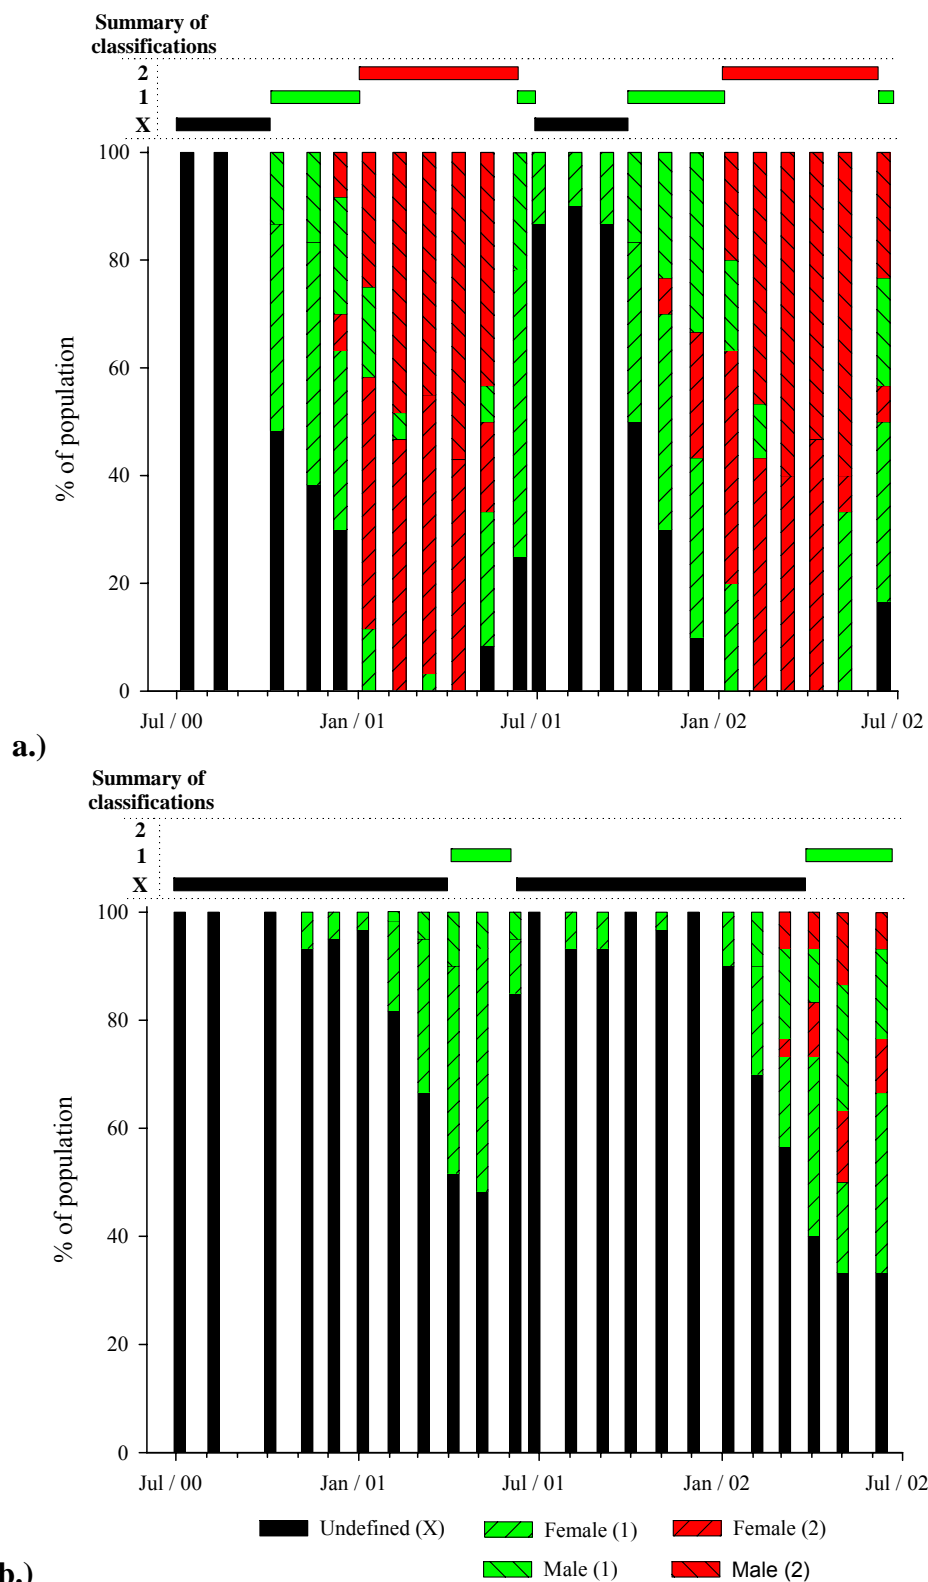 Summary of
classifications
2
1
X
100
80
60
40
20
0
% of population
Jul / 00 Jan / 01 Jul / 01 Jan / 02 Jul / 02
a.)
Summary of
classifications
2
1
X
100
80
60
40
20
0
% of population
Jul / 00 Jan / 01 Jul / 01 Jan / 02 Jul / 02
Undefined (X) Female (1) Female (2)
Male (1) Male (2)
b.)